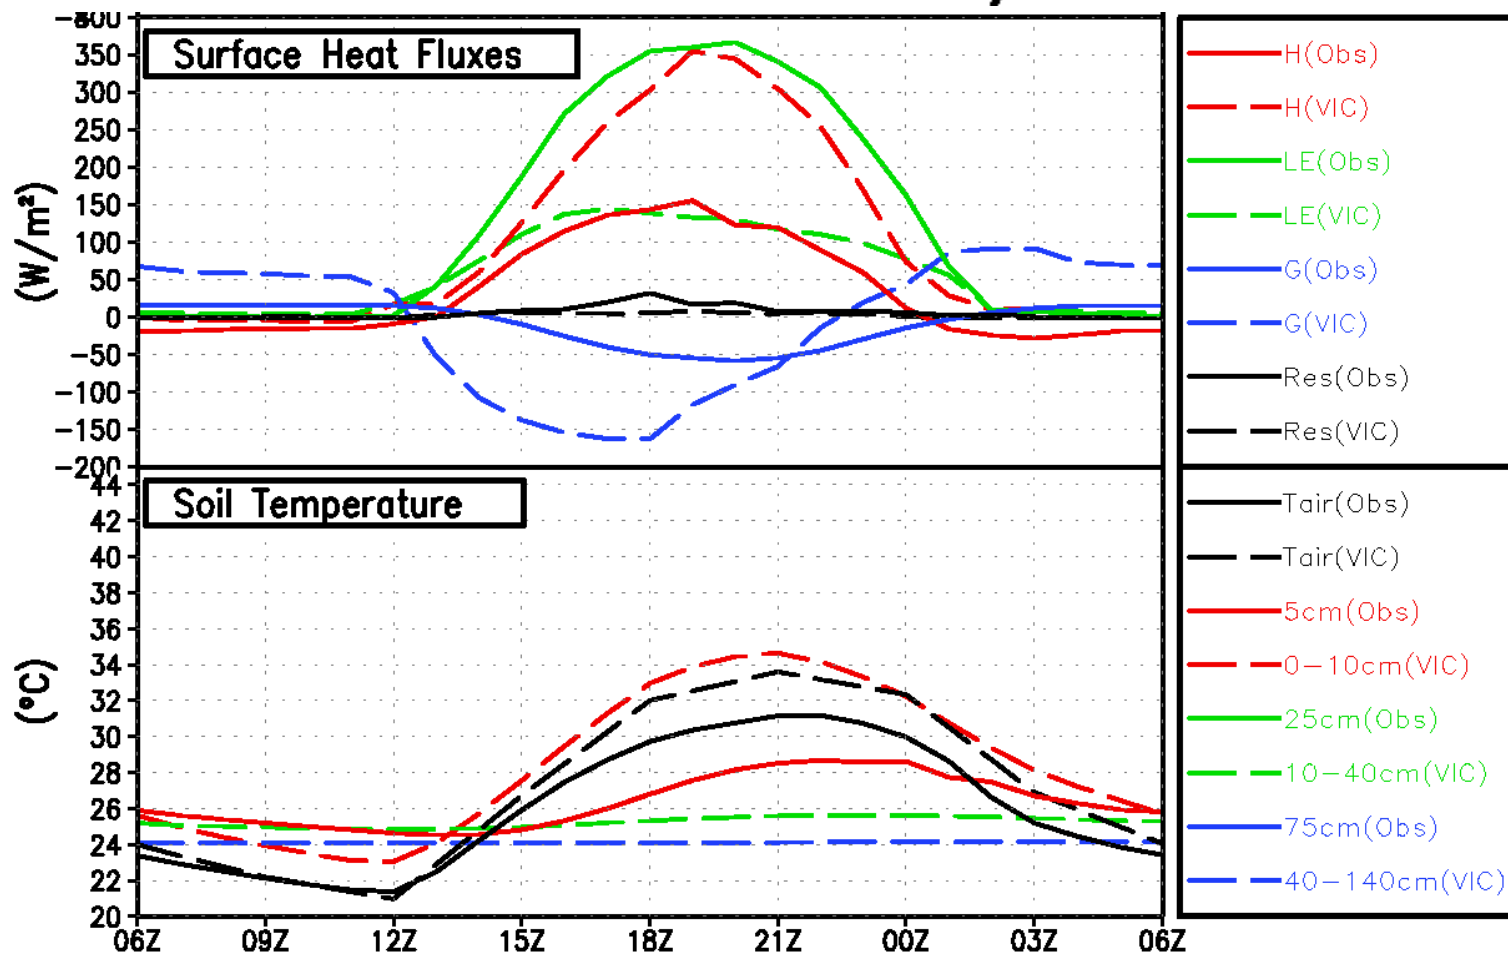 Surface Heat Fluxes
350
300
250
200
150
100
50
0
-50
-100
-150
-200
(W/m²)
H(Obs)
H(VIC)
LE(Obs)
LE(VIC)
G(Obs)
G(VIC)
Res(Obs)
Res(VIC)
Soil Temperature
44
42
40
38
36
34
32
30
28
26
24
22
20
(°C)
06Z 09Z 12Z 15Z 18Z 21Z 00Z 03Z 06Z
Tair(Obs)
Tair(VIC)
5cm(Obs)
0-10cm(VIC)
25cm(Obs)
10-40cm(VIC)
75cm(Obs)
40-140cm(VIC)